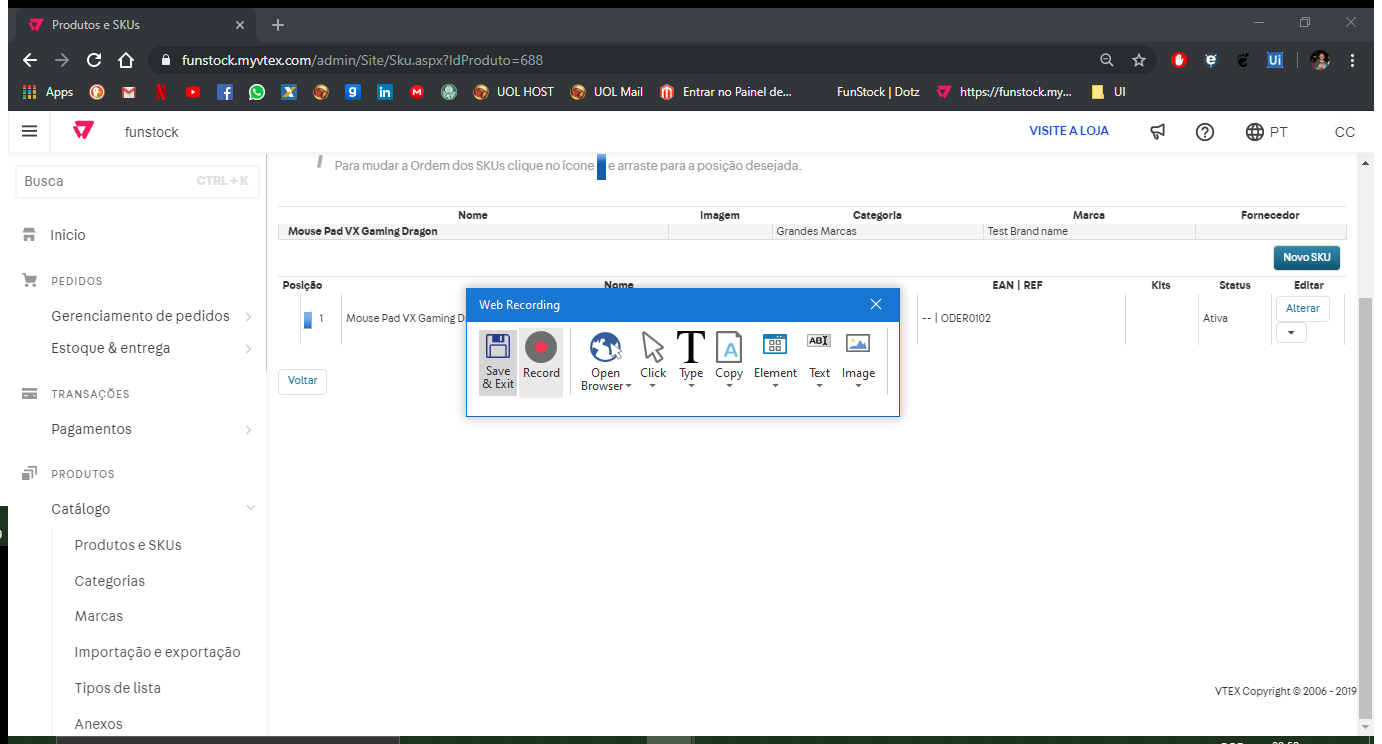 Produtos e SKUs
funstock.myvtex.com/admin/Site/Sku.aspx?IdProduto=688
Apps
UOL HOST
UOL Mail
Entrar no Painel de...
FunStock | Dotz
https://funstock.my...
UI
funstock
VISITE A LOJA
PT
CC
Busca
CTRL + K
Para mudar a Ordem dos SKUs clique no ícone e arraste para a posição desejada.
Nome Imagem Categoria Marca Fornecedor
Mouse Pad VX Gaming Dragon Grandes Marcas Test Brand name
Novo SKU
Posição Nome EAN | REF Kits Status Editar
1 Mouse Pad VX Gaming D -- | ODER0102 Ativa Alterar
Voltar
Web Recording
Save & Exit
Record
Open Browser
Click
Type
Copy
Element
Text
Image
Inicio
PEDIDOS
Gerenciamento de pedidos
Estoque & entrega
TRANSAÇÕES
Pagamentos
PRODUTOS
Catálogo
Produtos e SKUs
Categorias
Marcas
Importação e exportação
Tipos de lista
Anexos
VTEX Copyright © 2006 - 2019